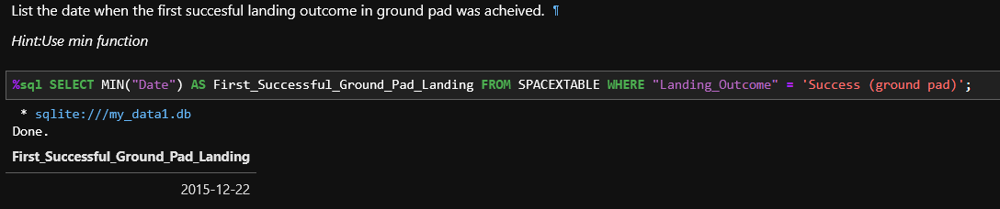 List the date when the first succesful landing outcome in ground pad was acheived. ¶
Hint:Use min function
%sql SELECT MIN("Date") AS First_Successful_Ground_Pad_Landing FROM SPACEXTABLE WHERE "Landing_Outcome" = 'Success (ground pad)';
* sqlite:///my_data1.db
Done.
First_Successful_Ground_Pad_Landing
2015-12-22